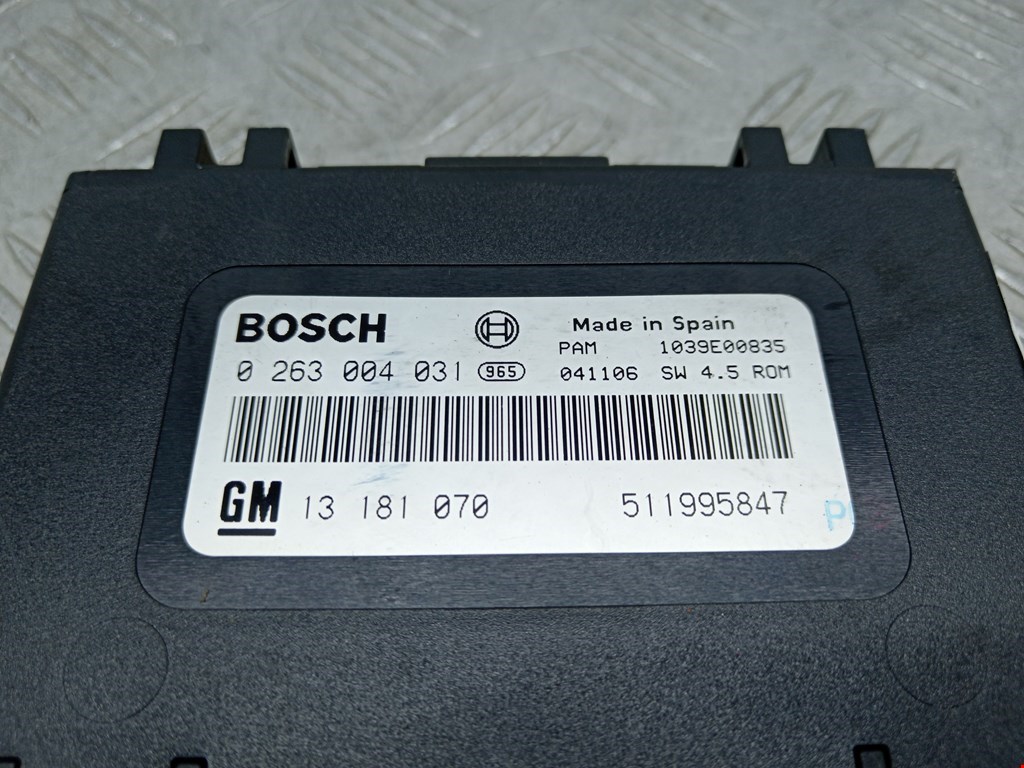 BOSCH Made in Spain
PAM 1039E00835
0 263 004 031 965 041106 SW 4.5 ROM
GM 13 181 070 511995847